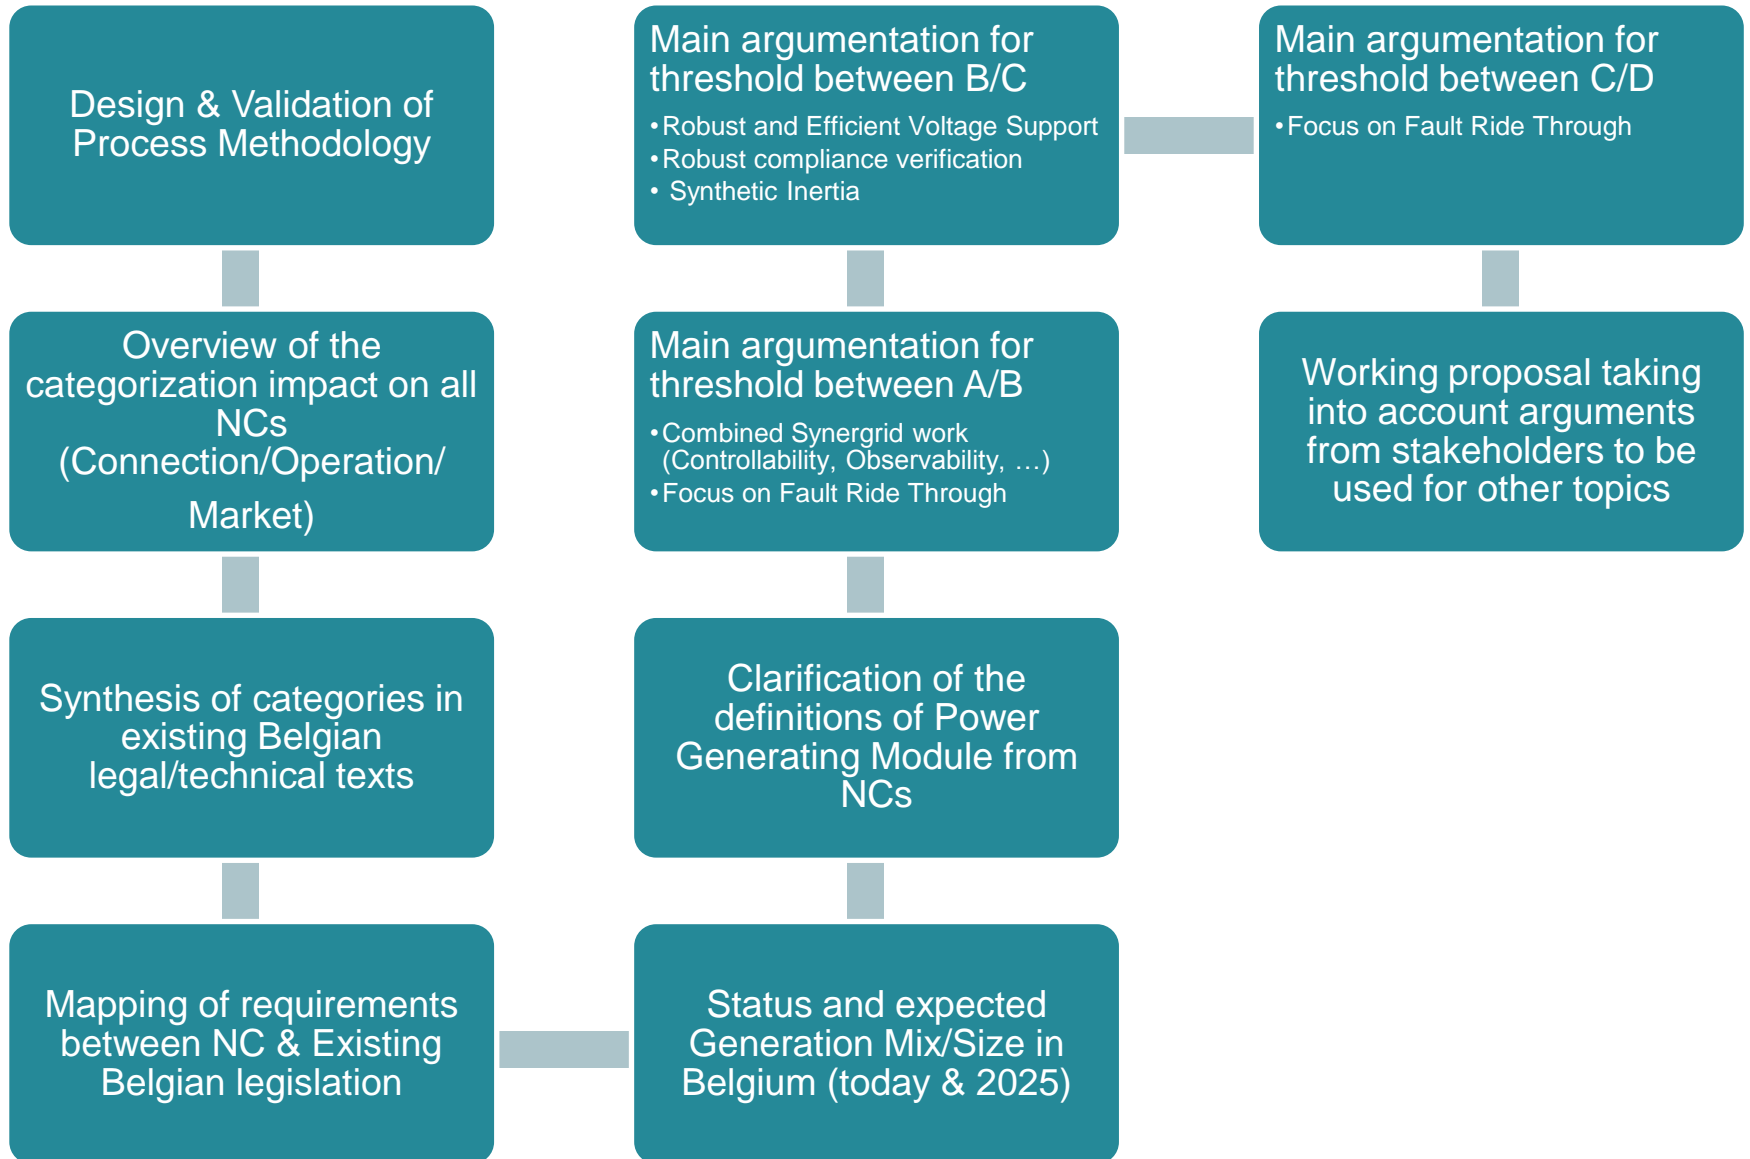 Design & Validation of
Process Methodology
Overview of the
categorization impact on all
NCs
(Connection/Operation/
Market)
Synthesis of categories in
existing Belgian
legal/technical texts
Mapping of requirements
between NC & Existing
Belgian legislation
Status and expected
Generation Mix/Size in
Belgium (today & 2025)
Clarification of the
definitions of Power
Generating Module from
NCs
Main argumentation for
threshold between A/B
• Combined Synergrid work
(Controllability, Observability, …)
• Focus on Fault Ride Through
Main argumentation for
threshold between B/C
• Robust and Efficient Voltage Support
• Robust compliance verification
• Synthetic Inertia
Main argumentation for
threshold between C/D
• Focus on Fault Ride Through
Working proposal taking
into account arguments
from stakeholders to be
used for other topics